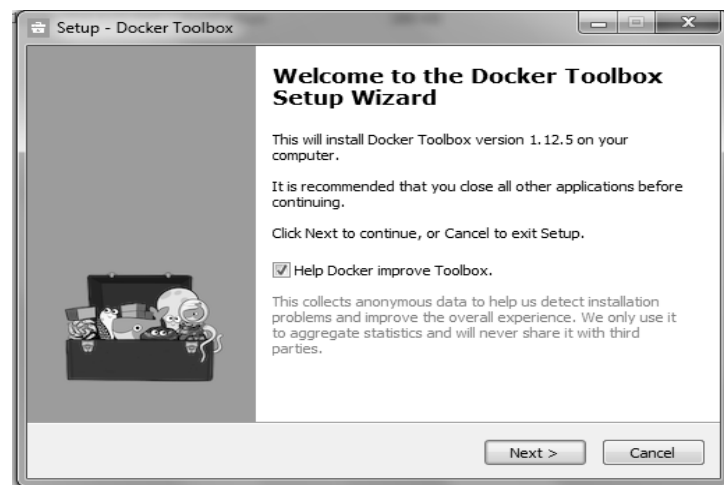 Setup - Docker Toolbox
Welcome to the Docker Toolbox
Setup Wizard
This will install Docker Toolbox version 1.12.5 on your
computer.
It is recommended that you close all other applications before
continuing.
Click Next to continue, or Cancel to exit Setup.
Help Docker improve Toolbox.
This collects anonymous data to help us detect installation
problems and improve the overall experience. We only use it
to aggregate statistics and will never share it with third
parties.
Next >
Cancel